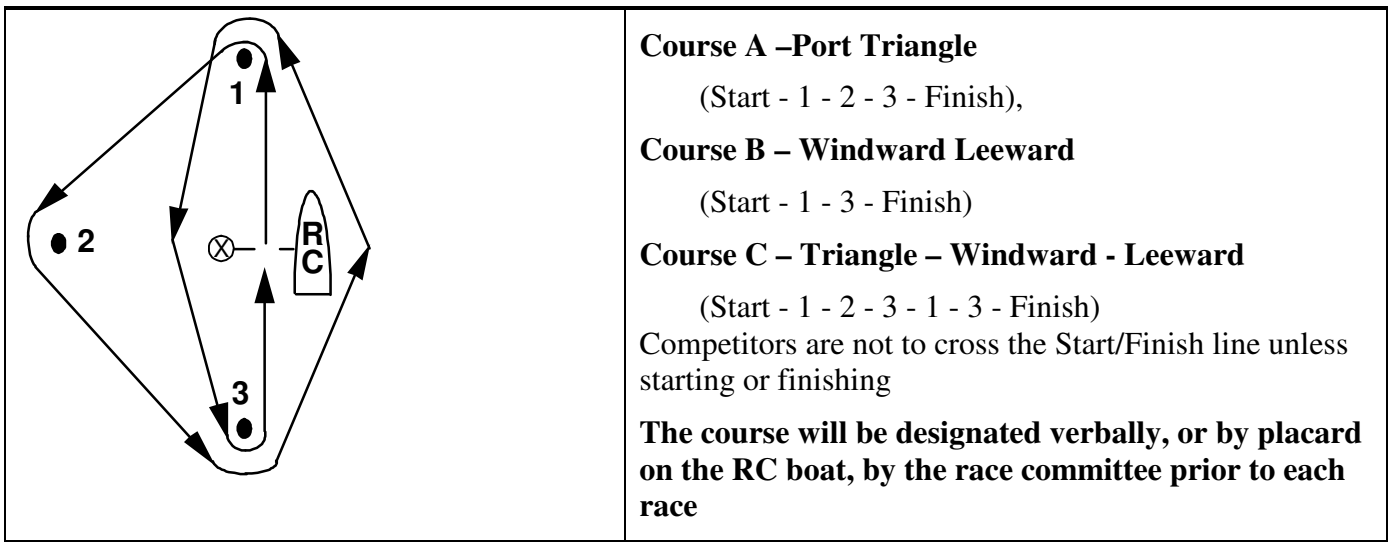 1
2
X
R
C
3
Course A –Port Triangle
(Start - 1 - 2 - 3 - Finish),
Course B – Windward Leeward
(Start - 1 - 3 - Finish)
Course C – Triangle – Windward - Leeward
(Start - 1 - 2 - 3 - 1 - 3 - Finish)
Competitors are not to cross the Start/Finish line unless
starting or finishing
The course will be designated verbally, or by placard
on the RC boat, by the race committee prior to each
race